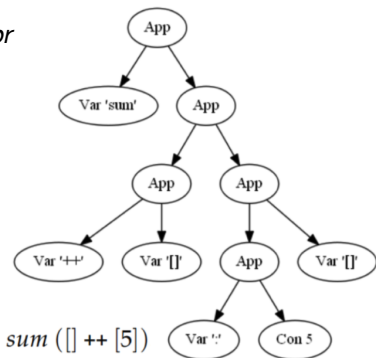 or
App
Var 'sum'
App
App
App
Var '++'
Var '[]'
App
Var '[]'
sum ([] ++ [5])
Var ':'
Con 5